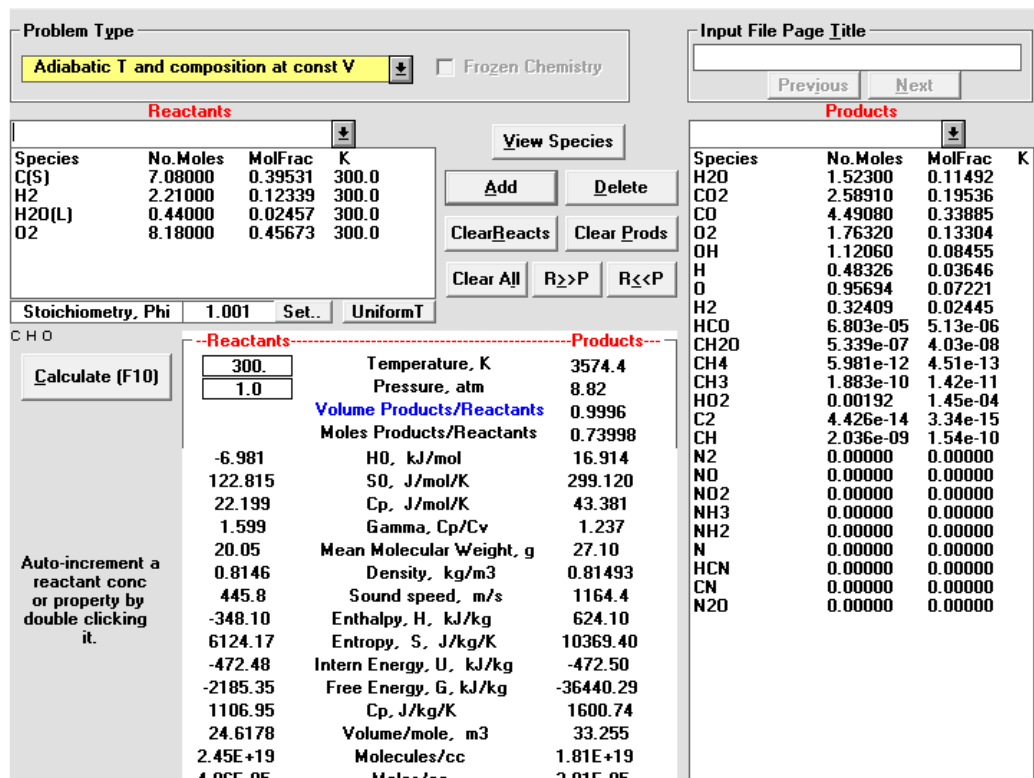 Problem Type
Adiabatic T and composition at const V
Frozen Chemistry
Input File Page Title
Previous Next
Reactants
Species No.Moles MolFrac K
C(S) 7.08000 0.39531 300.0
H2 2.21000 0.12339 300.0
H2O(L) 0.44000 0.02457 300.0
O2 8.18000 0.45673 300.0
Stoichiometry, Phi 1.001 Set.. UniformT
View Species
Add Delete
ClearReacts Clear Prods
Clear All R>>P R<<P
Products
Species No.Moles MolFrac K
H2O 1.52300 0.11492
CO2 2.58910 0.19536
CO 4.49080 0.33885
O2 1.76320 0.13304
OH 1.12060 0.08455
H 0.48326 0.03646
O 0.95694 0.07221
H2 0.32409 0.02445
HCO 6.803e-05 5.13e-06
CH2O 5.339e-07 4.03e-08
CH4 5.981e-12 4.51e-13
CH3 1.883e-10 1.42e-11
HO2 0.00192 1.45e-04
C2 4.426e-14 3.34e-15
CH 2.036e-09 1.54e-10
N2 0.00000 0.00000
NO 0.00000 0.00000
NO2 0.00000 0.00000
NH3 0.00000 0.00000
NH2 0.00000 0.00000
N 0.00000 0.00000
HCN 0.00000 0.00000
CN 0.00000 0.00000
N2O 0.00000 0.00000
C H O
Calculate (F10)
Auto-increment a
reactant conc
or property by
double clicking
it.
--Reactants-- --Products---
300. Temperature, K 3574.4
1.0 Pressure, atm 8.82
Volume Products/Reactants 0.9996
Moles Products/Reactants 0.73998
-6.981 H0, kJ/mol 16.914
122.815 S0, J/mol/K 299.120
22.199 Cp, J/mol/K 43.381
1.599 Gamma, Cp/Cv 1.237
20.05 Mean Molecular Weight, g 27.10
0.8146 Density, kg/m3 0.81493
445.8 Sound speed, m/s 1164.4
-348.10 Enthalpy, H, kJ/kg 624.10
6124.17 Entropy, S, J/kg/K 10369.40
-472.48 Intern Energy, U, kJ/kg -472.50
-2185.35 Free Energy, G, kJ/kg -36440.29
1106.95 Cp, J/kg/K 1600.74
24.6178 Volume/mole, m3 33.255
2.45E+19 Molecules/cc 1.81E+19